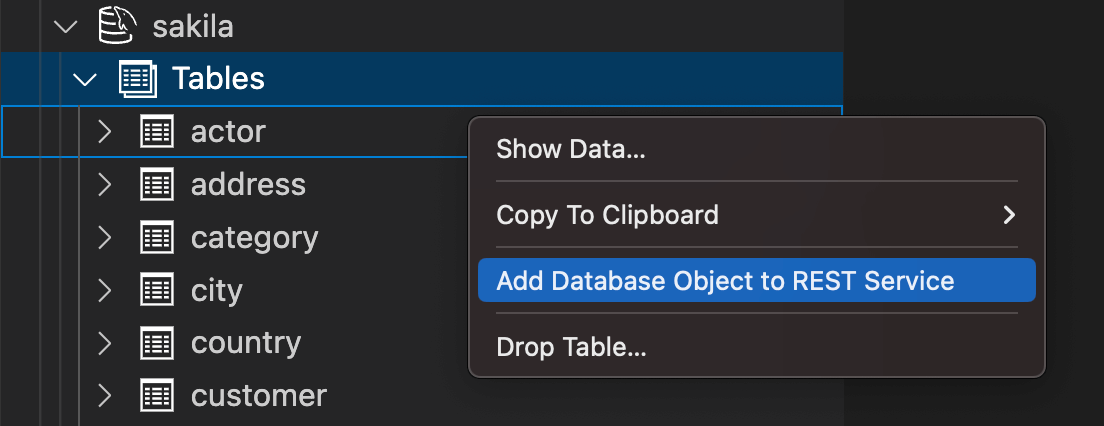 sakila
Tables
actor
address
category
city
country
customer
Show Data...
Copy To Clipboard
Add Database Object to REST Service
Drop Table...